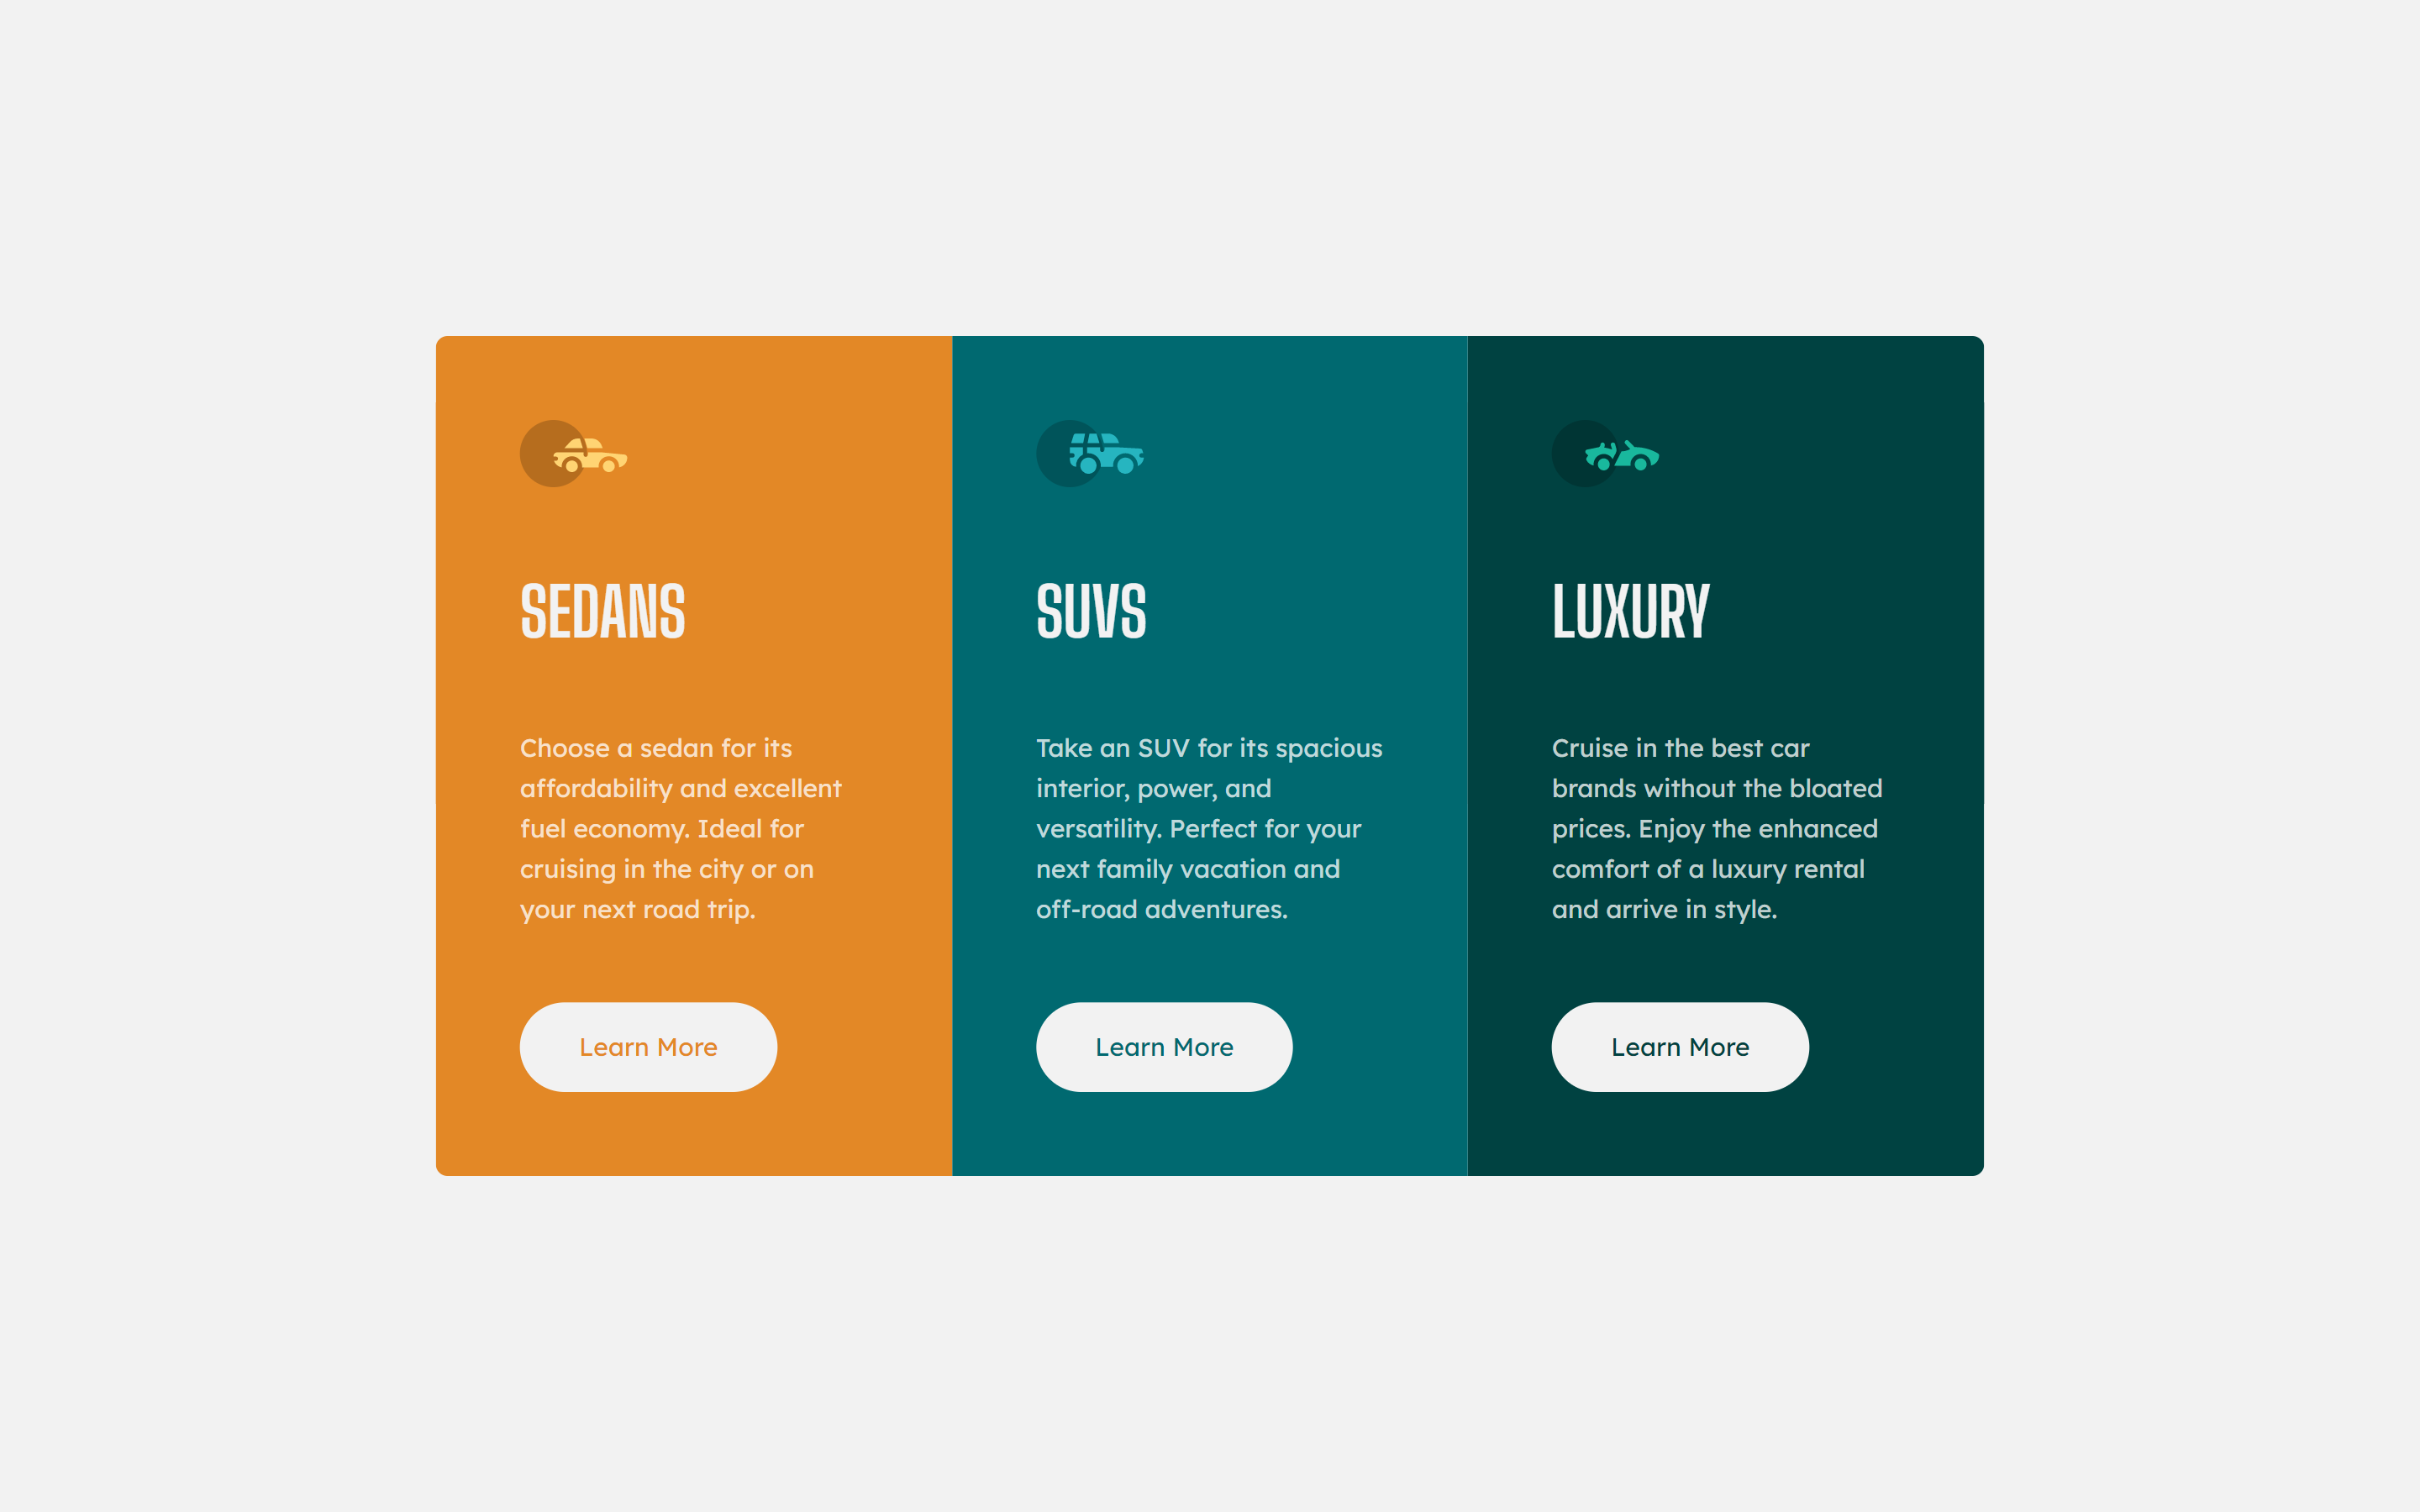 SEDANS
Choose a sedan for its
affordability and excellent
fuel economy. Ideal for
cruising in the city or on
your next road trip.
Learn More
SUVS
Take an SUV for its spacious
interior, power, and
versatility. Perfect for your
next family vacation and
off-road adventures.
Learn More
LUXURY
Cruise in the best car
brands without the bloated
prices. Enjoy the enhanced
comfort of a luxury rental
and arrive in style.
Learn More